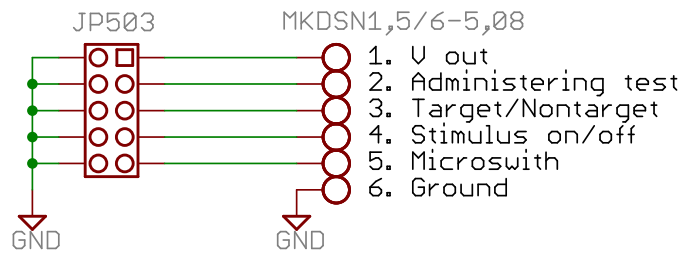 JP503
MKDSN1,5/6-5,08
1. V out
2. Administering test
3. Target/Nontarget
4. Stimulus on/off
5. Microswith
6. Ground
GND
GND